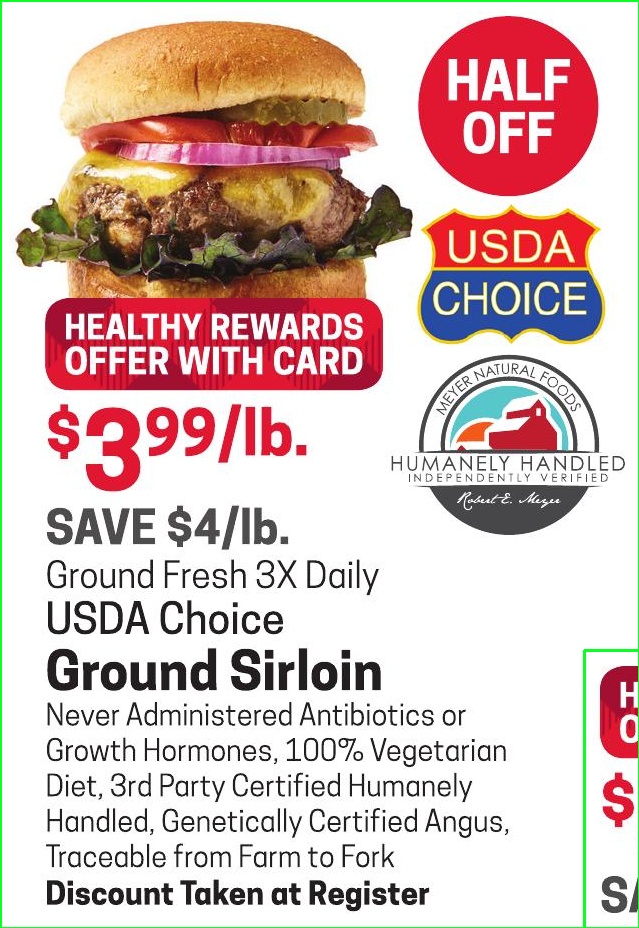 HALF
OFF
USDA
CHOICE
HEALTHY REWARDS
OFFER WITH CARD
$3.99/lb.
MEYER NATURAL FOODS
HUMANELY HANDLED
INDEPENDENTLY VERIFIED
Robert E. Meyer
SAVE $4/lb.
Ground Fresh 3X Daily
USDA Choice
Ground Sirloin
Never Administered Antibiotics or
Growth Hormones, 100% Vegetarian
Diet, 3rd Party Certified Humanely
Handled, Genetically Certified Angus,
Traceable from Farm to Fork
Discount Taken at Register
$